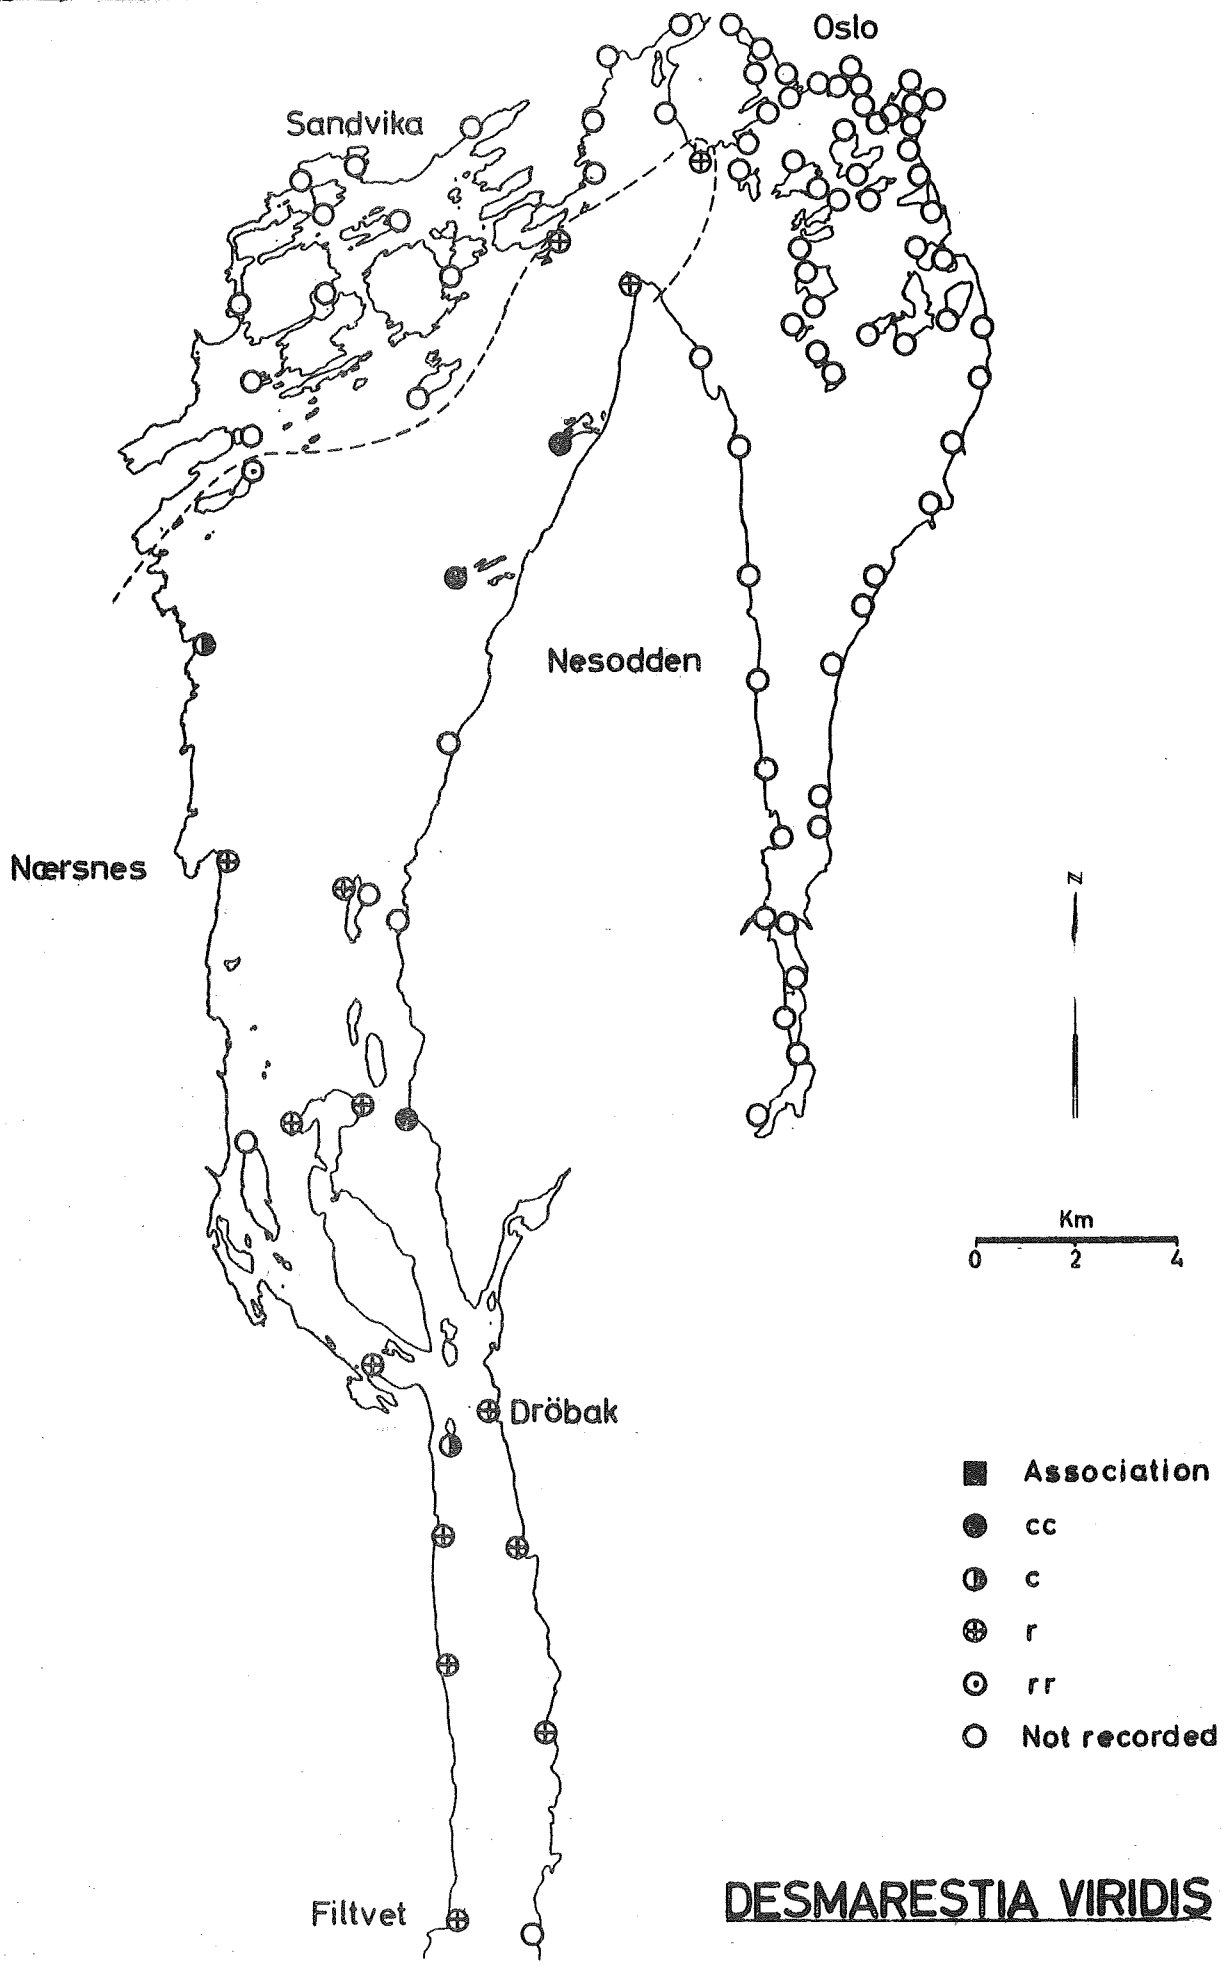 Oslo
Sandvika
Nesodden
Nærsnes
N
Km
0 2 4
Dröbak
Association
cc
c
r
rr
Not recorded
Filtvet
DESMARESTIA VIRIDIS